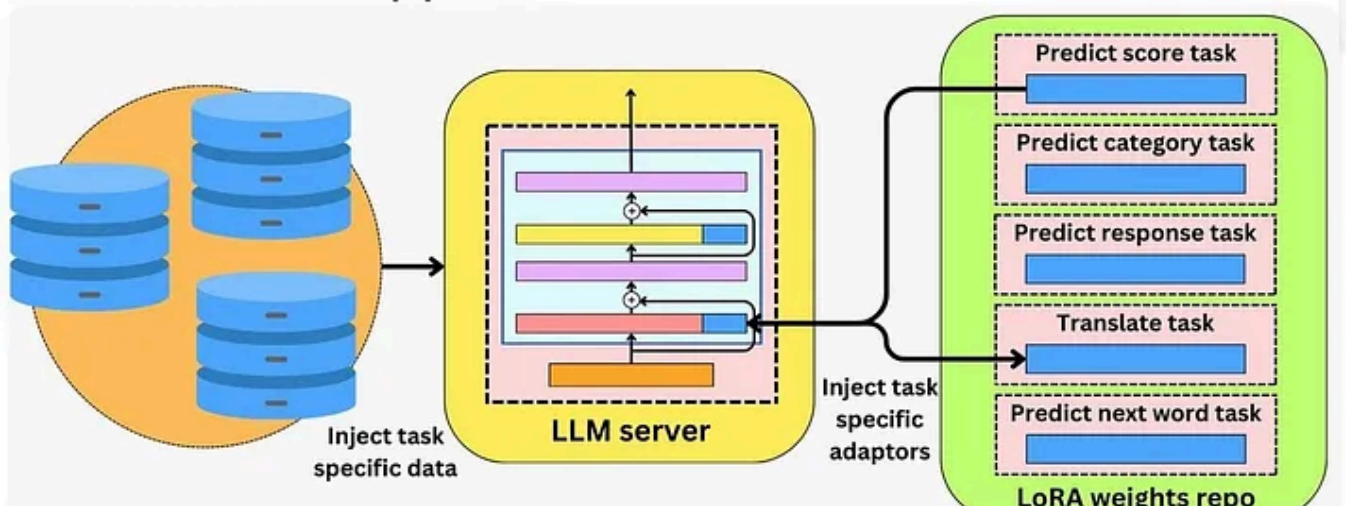 Predict score task
Predict category task
Predict response task
Translate task
Predict next word task
LoRA weights repo
Inject task
specific
adaptors
LLM server
Inject task
specific data